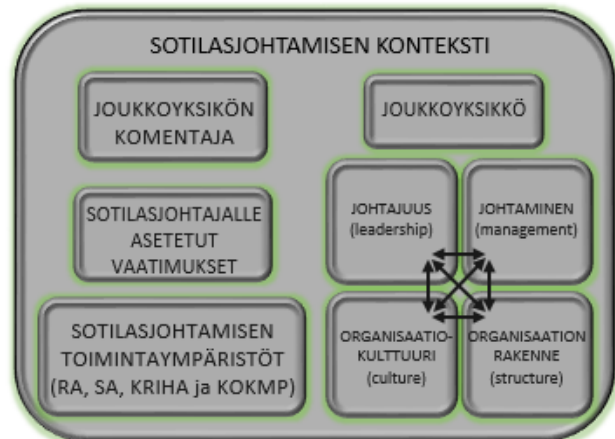 SOTILASJOHTAMISEN KONTEKSTI
JOUKKOYKSIKÖN
KOMENTAJA
JOUKKOYKSIKKÖ
SOTILASJOHTAJALLE
ASETETUT
VAATIMUKSET
JOHTAJUUS
(leadership)
JOHTAMINEN
(management)
SOTILASJOHTAMISEN
TOIMINTAYMPÄRISTÖT
(RA, SA, KRIHA ja KOKMP)
ORGANISAATIO-
KULTTUURI
(culture)
ORGANISAATION
RAKENNE
(structure)